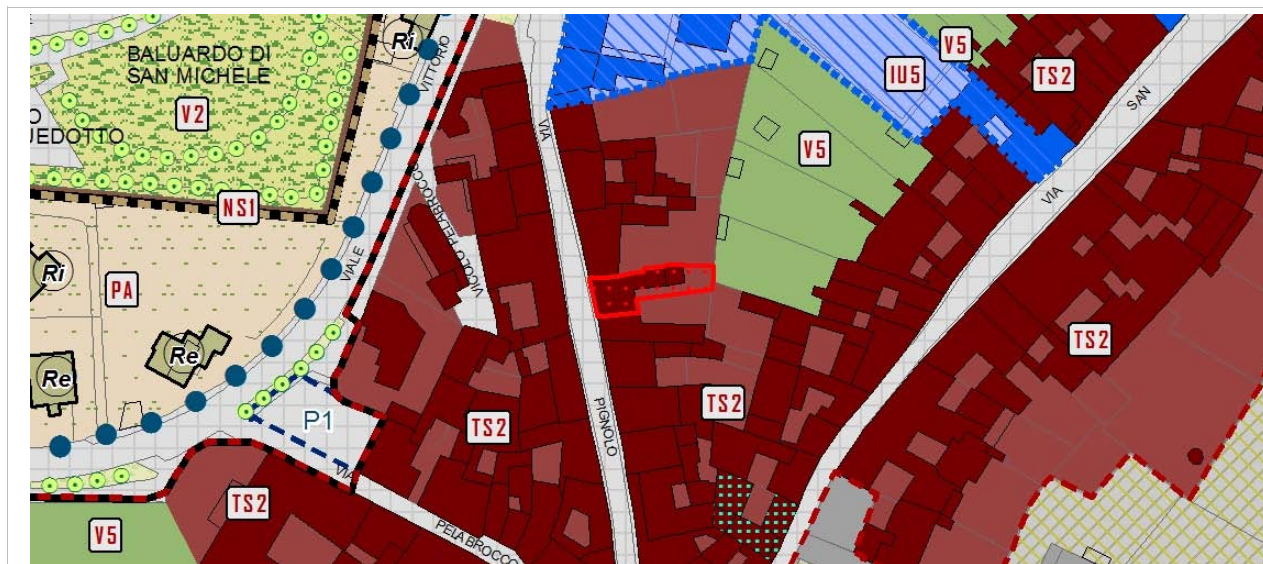 BALUARDO DI
SAN MICHELE
V2
Ri
VITTORIO
VIA
V5
IU5
TS2
SAN
O
UEDOTTO
V5
NS1
VICOLO PELABROCCO
VIA
VIALE
Ri
PA
Re
Re
TS2
P1
TS2
TS2
PIGNOLO
VIA
TS2
V5
PELABROCCO